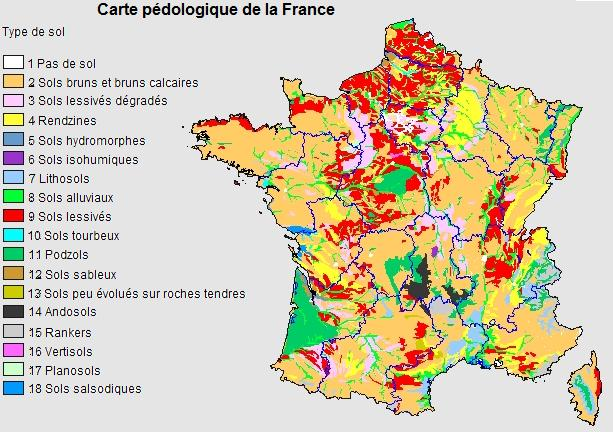 Carte pédologique de la France
Type de sol
1 Pas de sol
2 Sols bruns et bruns calcaires
3 Sols lessivés dégradés
4 Rendzines
5 Sols hydromorphes
6 Sols isohumiques
7 Lithosols
8 Sols alluviaux
9 Sols lessivés
10 Sols tourbeux
11 Podzols
12 Sols sableux
13 Sols peu évolués sur roches tendres
14 Andosols
15 Rankers
16 Vertisols
17 Planosols
18 Sols salsodiques